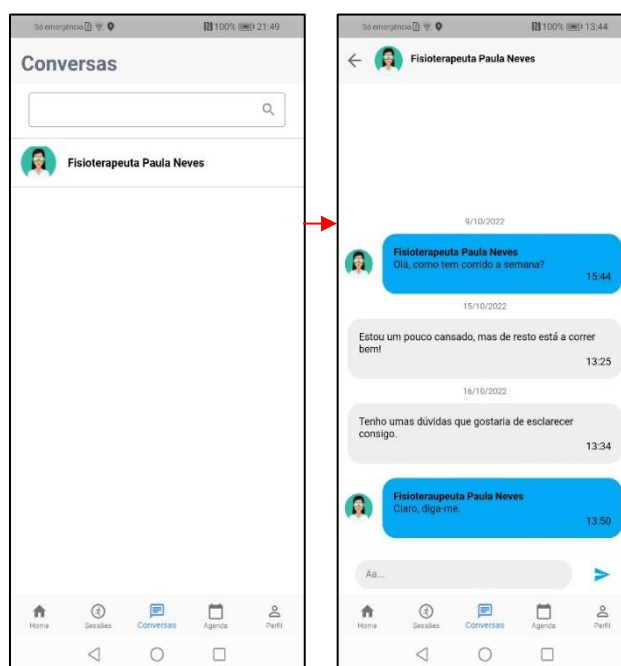 Só emergência 100% 21:49
Conversas
Fisioterapeuta Paula Neves
Home Sessões Conversas Agenda Perfil
Só emergência 100% 13:44
Fisioterapeuta Paula Neves
9/10/2022
Fisioterapeuta Paula Neves
Olá, como tem corrido a semana?
15:44
15/10/2022
Estou um pouco cansado, mas de resto está a correr
bem!
13:25
16/10/2022
Tenho umas dúvidas que gostaria de esclarecer
consigo.
13:34
Fisioteraupeuta Paula Neves
Claro, diga-me.
13:50
Aa...
Home Sessões Conversas Agenda Perfil